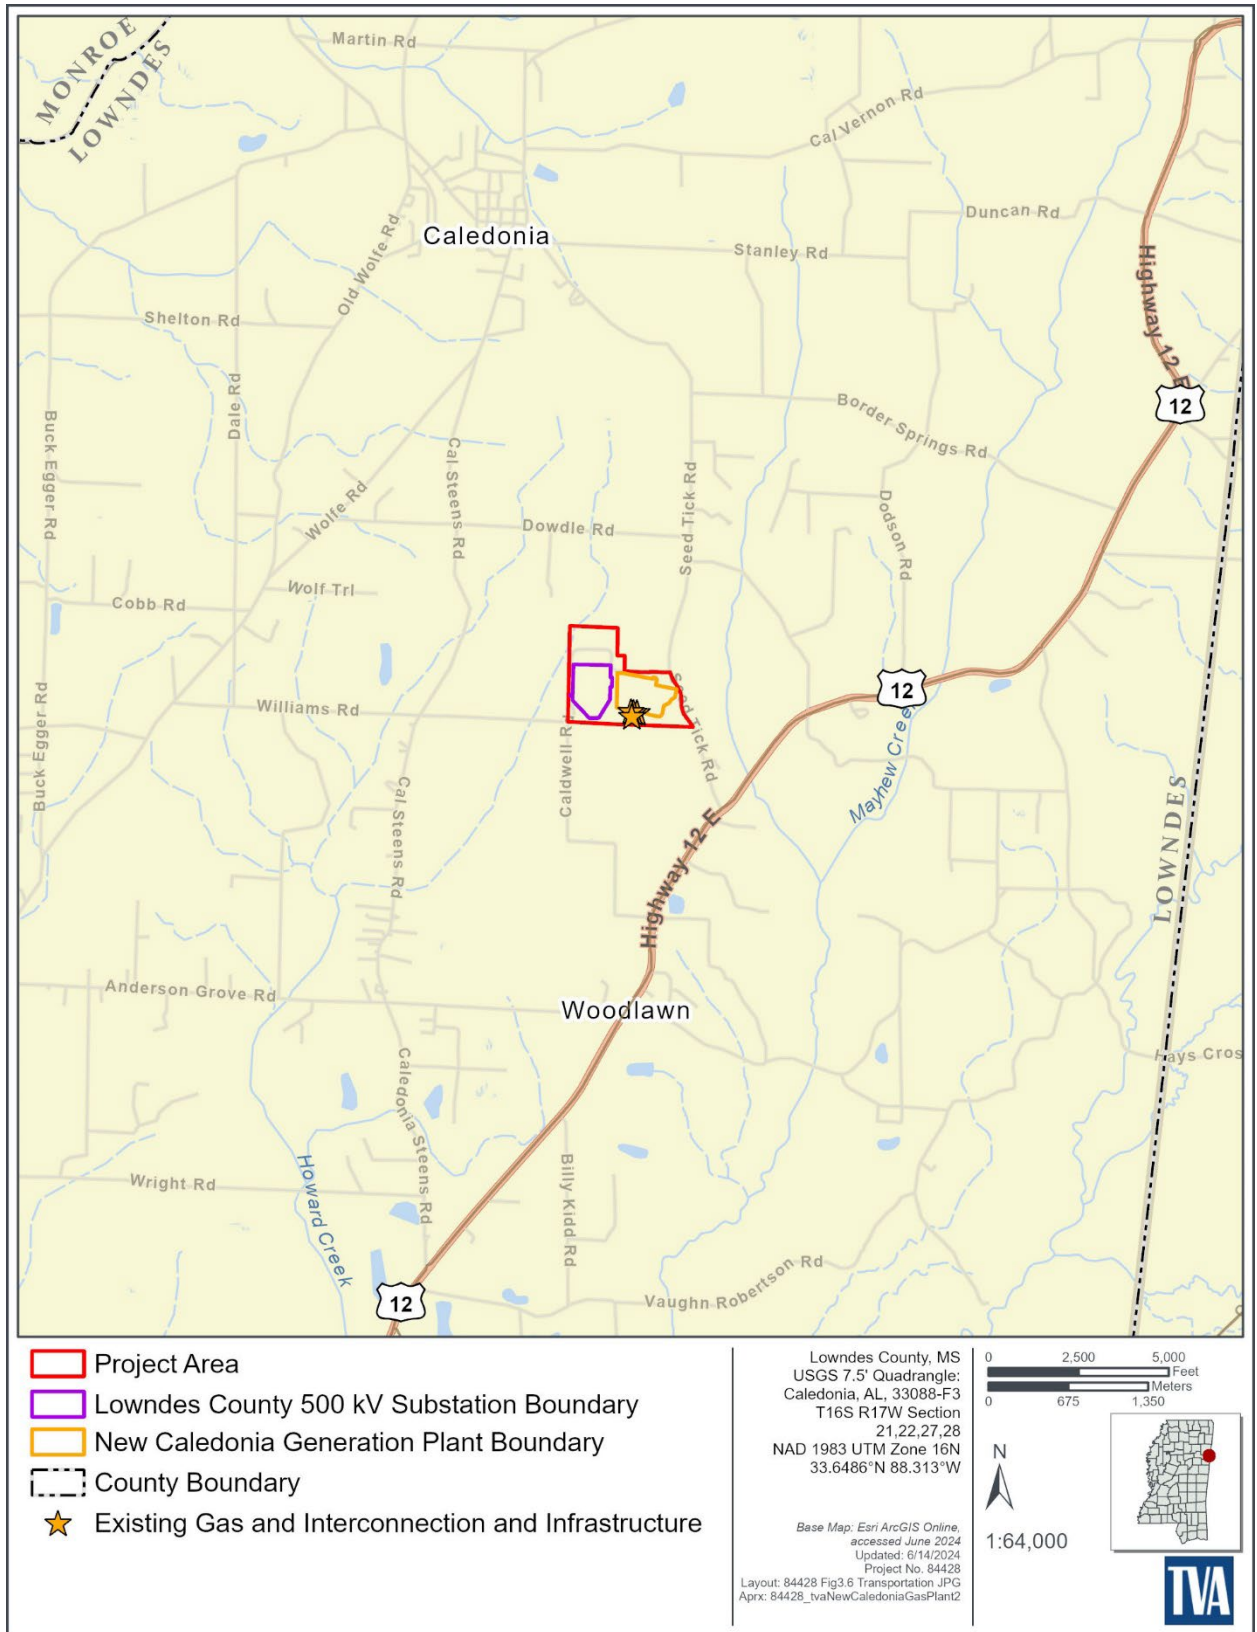 MONROE
LOWNDES
Martin Rd
Cal Vernon Rd
Duncan Rd
Old Wolfe Rd
Caledonia
Stanley Rd
Highway 12 E
Shelton Rd
Dale Rd
12
Border Springs Rd
Buck Egger Rd
Cal Steens Rd
Seed Tick Rd
Wolfe Rd
Dowdle Rd
Dodson Rd
Wolf Trl
Cobb Rd
12
Williams Rd
Seed Tick Rd
Buck Egger Rd
Caldwell R
Mayhew Creek
Cal Steens Rd
Highway 12 E
LOWNDES
Anderson Grove Rd
Woodlawn
Hays Cros
Caledonia Steens Rd
Wright Rd
Howard Creek
Billy Kidd Rd
Vaughn Robertson Rd
12
Project Area
Lowndes County 500 kV Substation Boundary
New Caledonia Generation Plant Boundary
County Boundary
Existing Gas and Interconnection and Infrastructure
Lowndes County, MS
USGS 7.5' Quadrangle:
Caledonia, AL, 33088-F3
T16S R17W Section
21,22,27,28
NAD 1983 UTM Zone 16N
33.6486°N 88.313°W
Base Map: Esri ArcGIS Online,
accessed June 2024
Updated: 6/14/2024
Project No. 84428
Layout: 84428 Fig3.6 Transportation JPG
Aprx: 84428_tvaNewCaledoniaGasPlant2
0 2,500 5,000
Feet
Meters
0 675 1,350
N
1:64,000
TVA